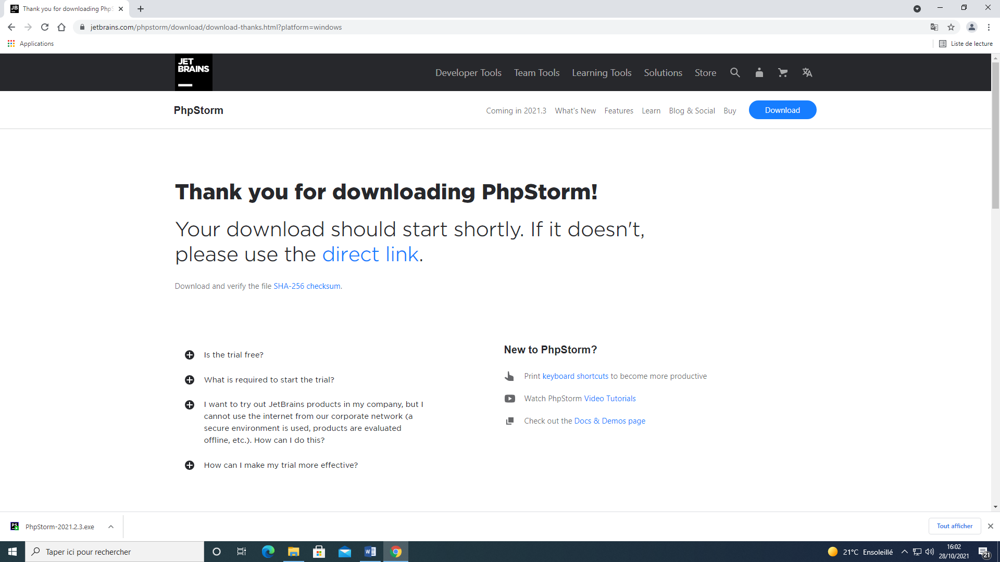 JB
Thank you for downloading PhpS
jetbrains.com/phpstorm/download/download-thanks.html?platform=windows
Applications
Liste de lecture
JET
BRAINS
Developer Tools
Team Tools
Learning Tools
Solutions
Store
PhpStorm
Coming in 2021.3
What's New
Features
Learn
Blog & Social
Buy
Download
Thank you for downloading PhpStorm!
Your download should start shortly. If it doesn't,
please use the direct link.
Download and verify the file SHA-256 checksum.
Is the trial free?
What is required to start the trial?
I want to try out JetBrains products in my company, but I
cannot use the internet from our corporate network (a
secure environment is used, products are evaluated
offline, etc.). How can I do this?
How can I make my trial more effective?
New to PhpStorm?
Print keyboard shortcuts to become more productive
Watch PhpStorm Video Tutorials
Check out the Docs & Demos page
PS
PhpStorm-2021.2.3.exe
Tout afficher
Taper ici pour rechercher
W
21°C Ensoleillé
16:02
28/10/2021
21